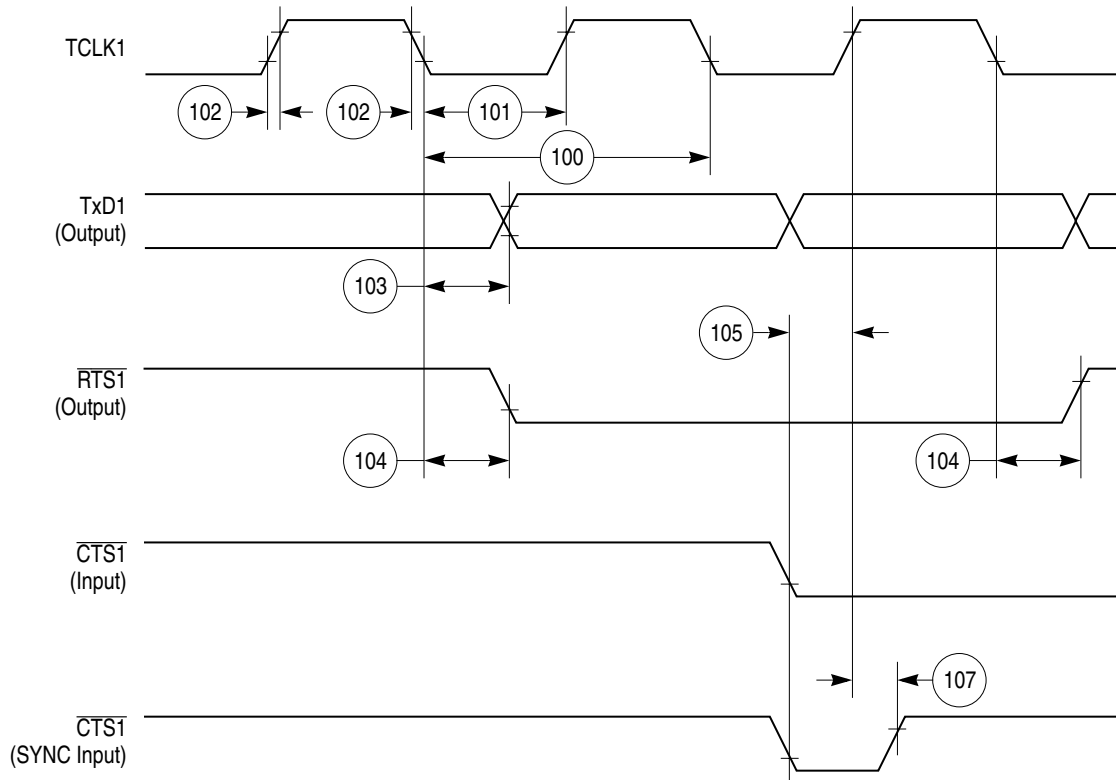 TCLK1
102
102
101
100
TxD1
(Output)
103
105
RTS1
(Output)
104
104
CTS1
(Input)
107
CTS1
(SYNC Input)